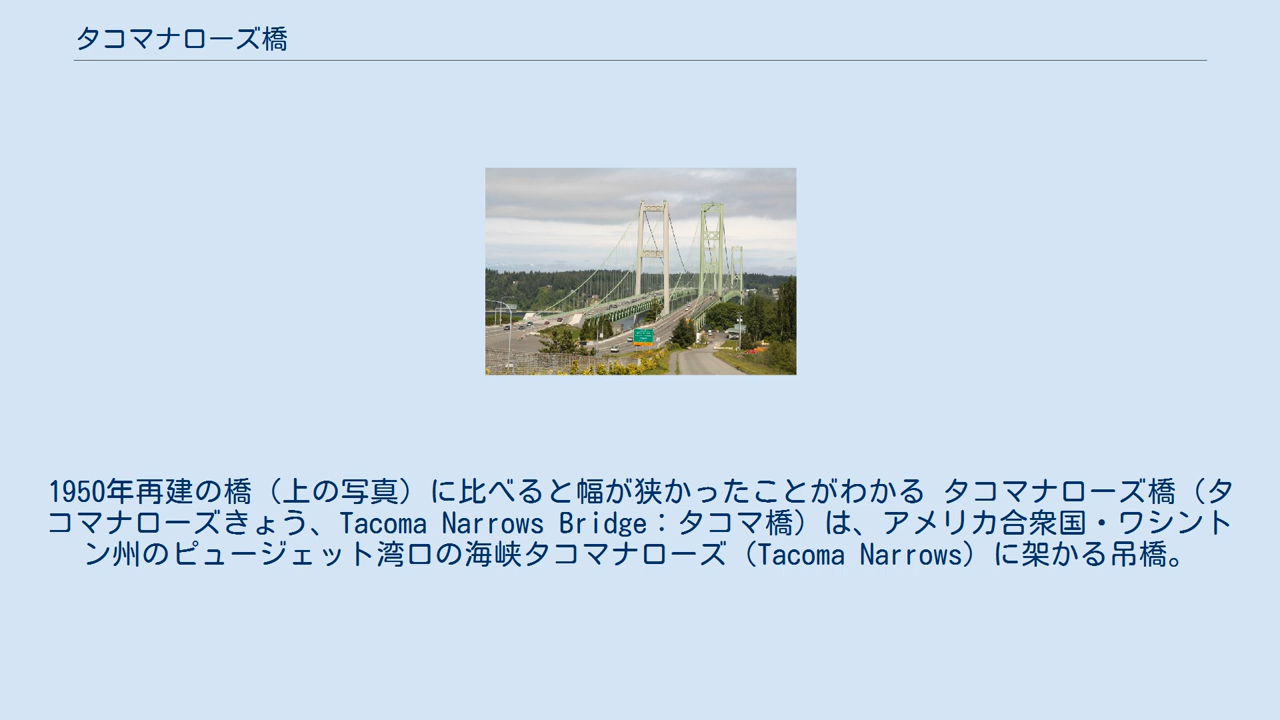 タコマナローズ橋
1950年再建の橋（上の写真）に比べると幅が狭かったことがわかる タコマナローズ橋（タ
コマナローズきょう、Tacoma Narrows Bridge：タコマ橋）は、アメリカ合衆国・ワシント
ン州のピュージェット湾口の海峡タコマナローズ（Tacoma Narrows）に架かる吊橋。